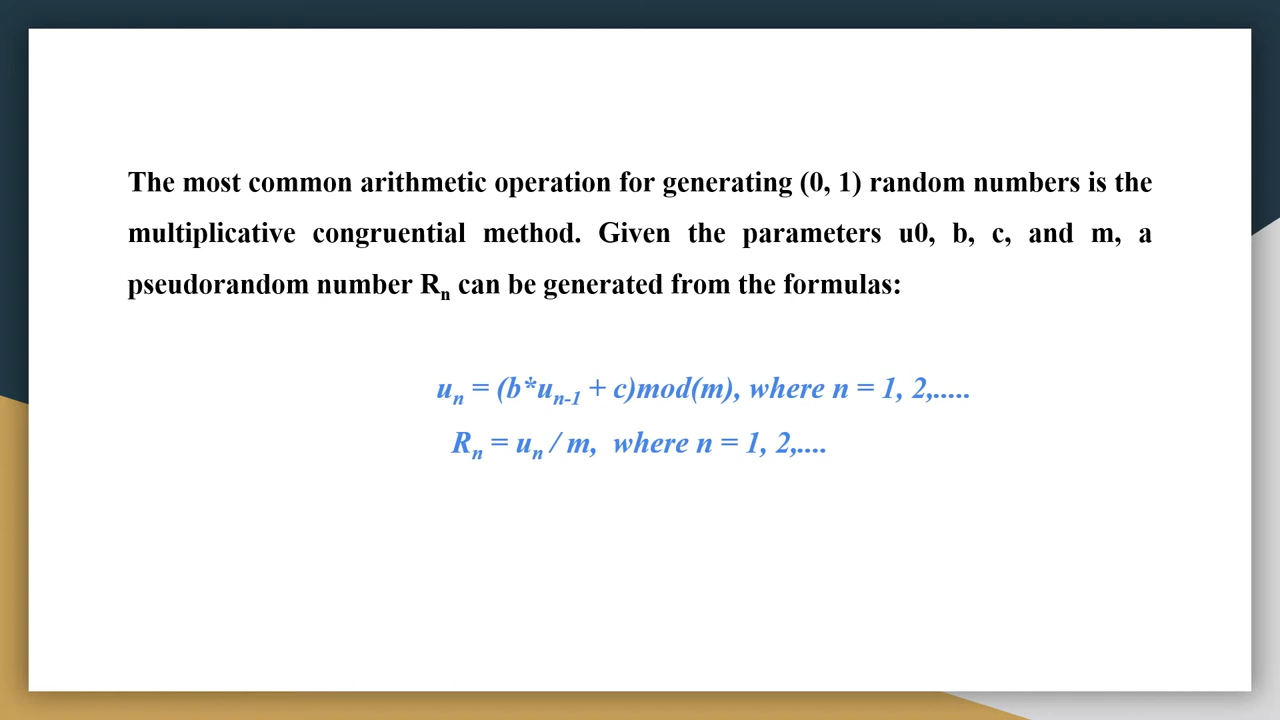 The most common arithmetic operation for generating (0, 1) random numbers is the
multiplicative congruential method. Given the parameters u0, b, c, and m, a
pseudorandom number Rn can be generated from the formulas:
un = (b*un-1 + c)mod(m), where n = 1, 2,.....
Rn = un / m, where n = 1, 2,....